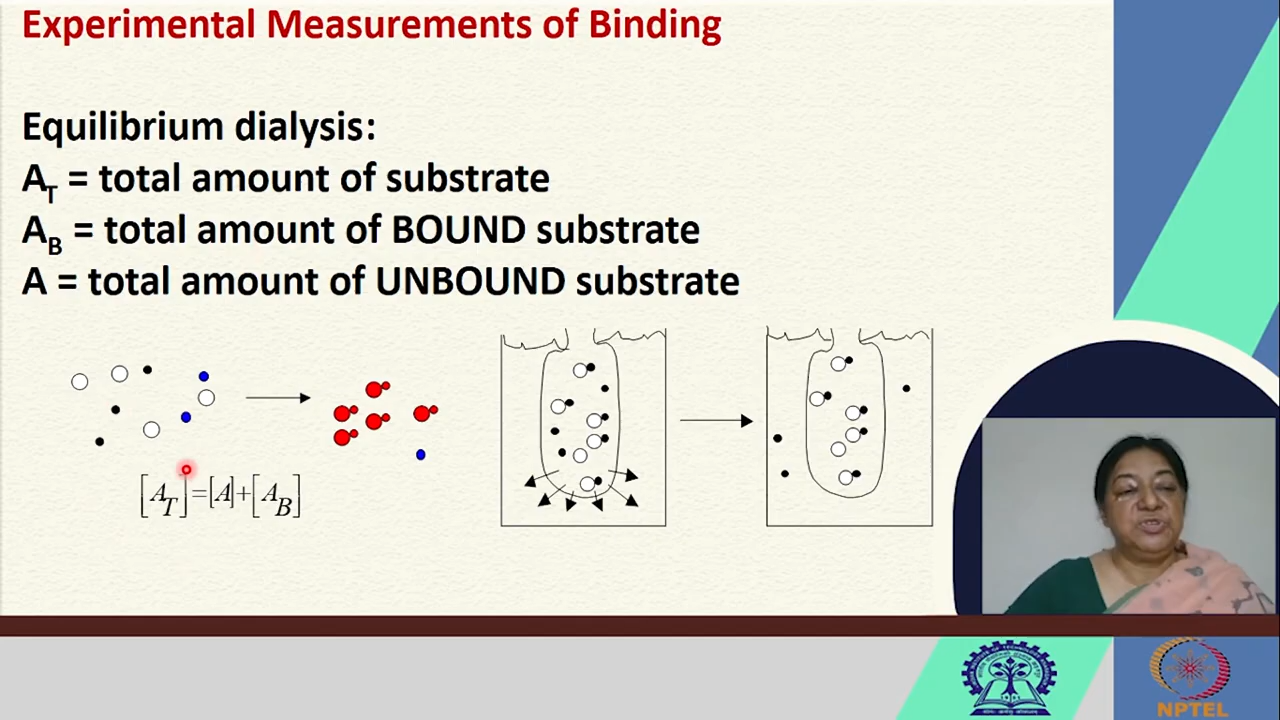 Experimental Measurements of Binding
Equilibrium dialysis:
A_T = total amount of substrate
A_B = total amount of BOUND substrate
A = total amount of UNBOUND substrate
[A_T]=[A]+[A_B]
NPTEL